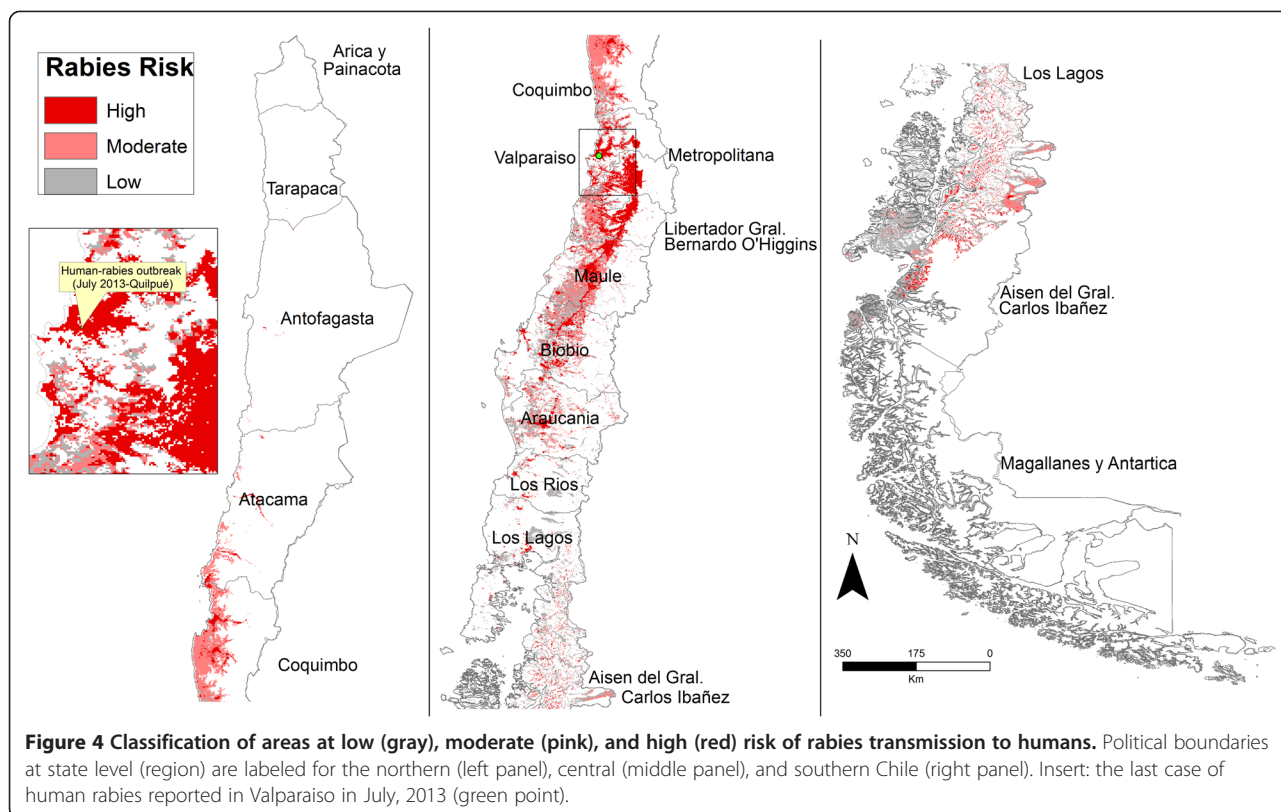 Rabies Risk
High
Moderate
Low
Human-rabies outbreak
(July 2013-Quilpué)
Arica y
Painacota
Tarapaca
Antofagasta
Atacama
Coquimbo
Coquimbo
Valparaiso
Metropolitana
Libertador Gral.
Bernardo O'Higgins
Maule
Biobio
Araucania
Los Rios
Los Lagos
Aisen del Gral.
Carlos Ibañez
Los Lagos
Aisen del Gral.
Carlos Ibañez
Magallanes y Antartica
N
350 175 0
Km
Figure 4 Classification of areas at low (gray), moderate (pink), and high (red) risk of rabies transmission to humans. Political boundaries
at state level (region) are labeled for the northern (left panel), central (middle panel), and southern Chile (right panel). Insert: the last case of
human rabies reported in Valparaiso in July, 2013 (green point).